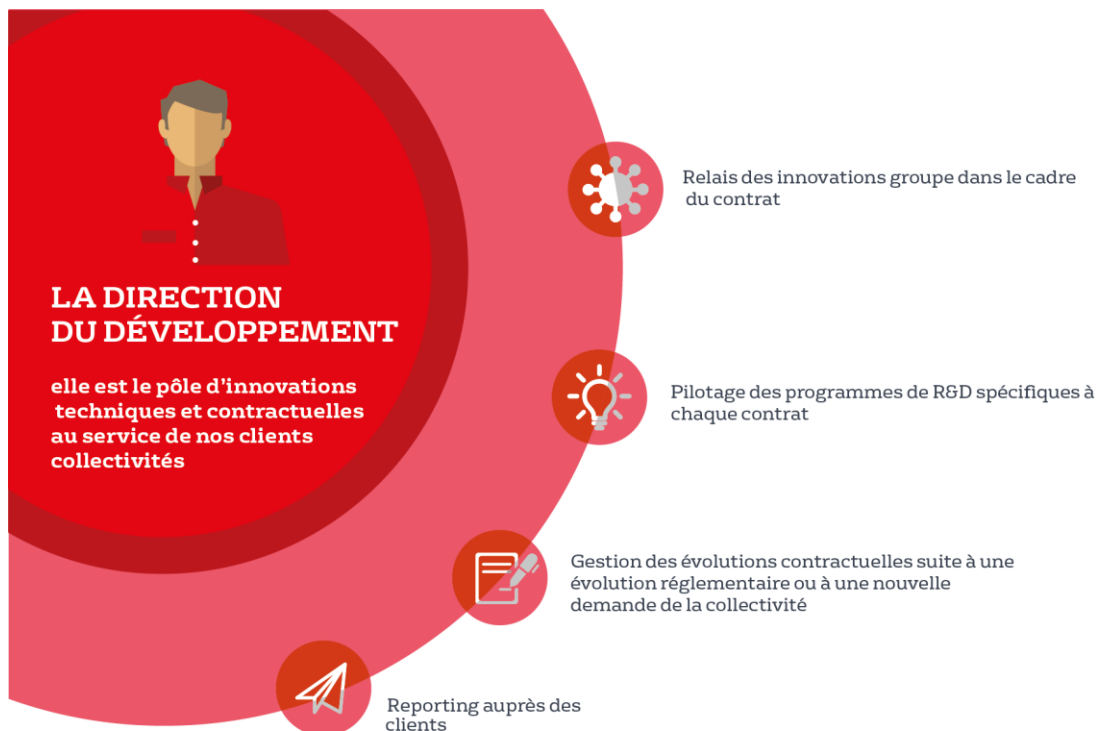 LA DIRECTION
DU DÉVELOPPEMENT
elle est le pôle d'innovations
techniques et contractuelles
au service de nos clients
collectivités
Relais des innovations groupe dans le cadre
du contrat
Pilotage des programmes de R&D spécifiques à
chaque contrat
Gestion des évolutions contractuelles suite à une
évolution réglementaire ou à une nouvelle
demande de la collectivité
Reporting auprès des
clients